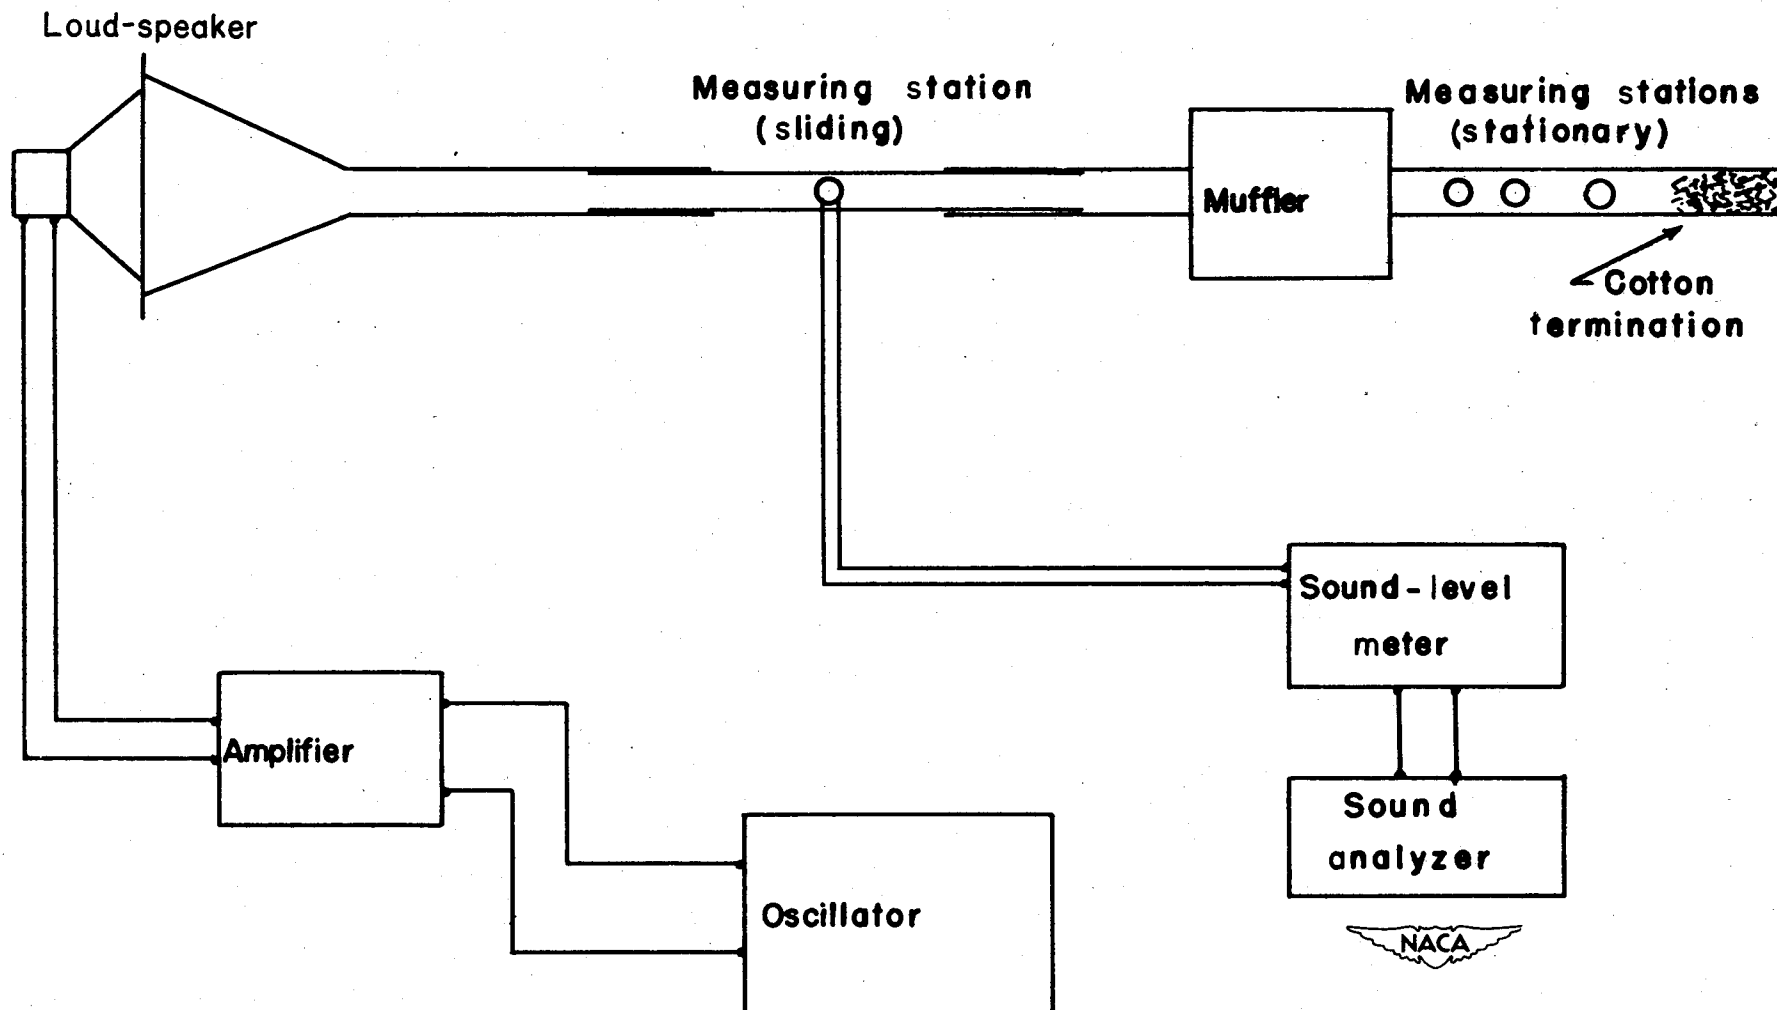 Loud-speaker
Measuring station
(sliding)
Measuring stations
(stationary)
Muffler
Cotton
termination
Sound-level
meter
Amplifier
Sound
analyzer
Oscillator
NACA